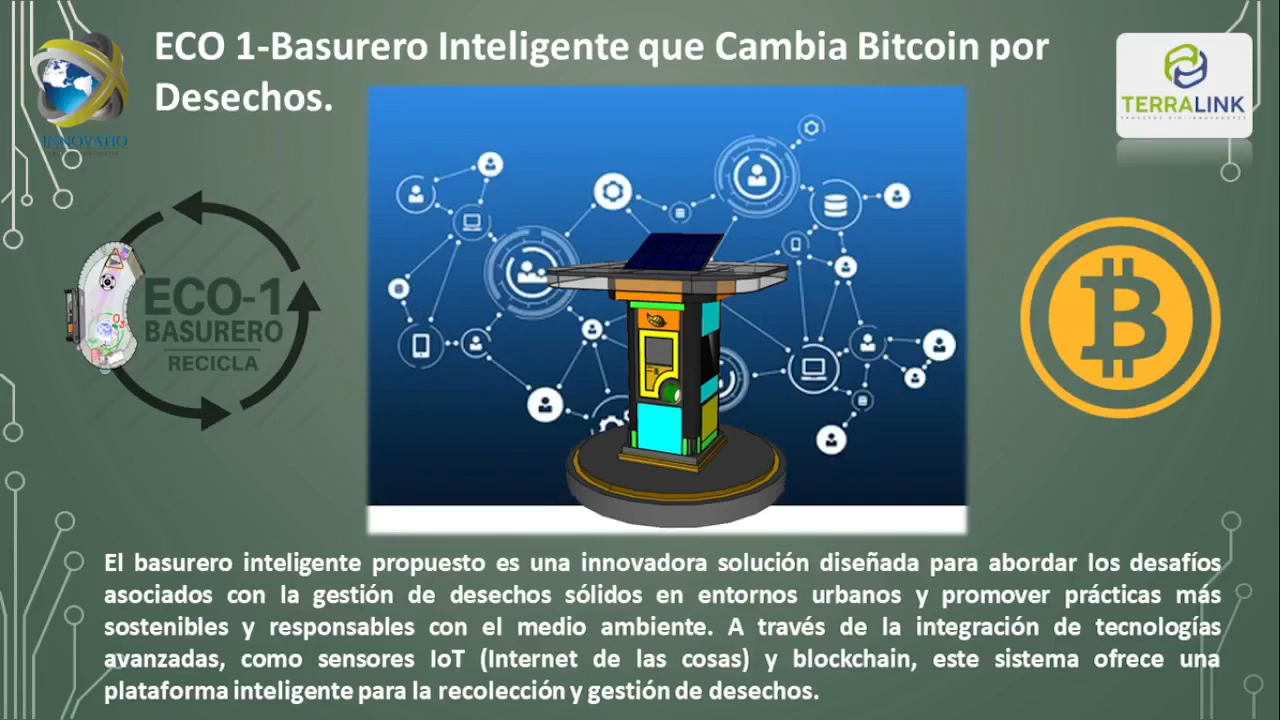 ECO 1-Basurero Inteligente que Cambia Bitcoin por
Desechos.
INNOVATIO
TERRALINK
ECO-1
BASURERO
RECICLA
El basurero inteligente propuesto es una innovadora solución diseñada para abordar los desafíos
asociados con la gestión de desechos sólidos en entornos urbanos y promover prácticas más
sostenibles y responsables con el medio ambiente. A través de la integración de tecnologías
avanzadas, como sensores IoT (Internet de las cosas) y blockchain, este sistema ofrece una
plataforma inteligente para la recolección y gestión de desechos.